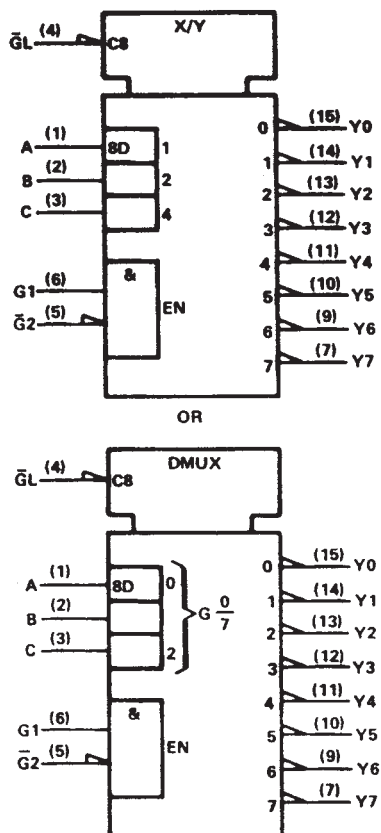 X/Y
ḠL (4) C8
0 (15) Y0
A (1) 8D 1
1 (14) Y1
B (2) 2
2 (13) Y2
C (3) 4
3 (12) Y3
4 (11) Y4
&
G1 (6)
5 (10) Y5
EN
Ḡ2 (5)
6 (9) Y6
7 (7) Y7
OR
DMUX
ḠL (4) C8
0 (15) Y0
A (1) 8D 0
1 (14) Y1
B (2)
G 0/7
2 (13) Y2
C (3) 2
3 (12) Y3
4 (11) Y4
&
G1 (6)
5 (10) Y5
EN
Ḡ2 (5)
6 (9) Y6
7 (7) Y7